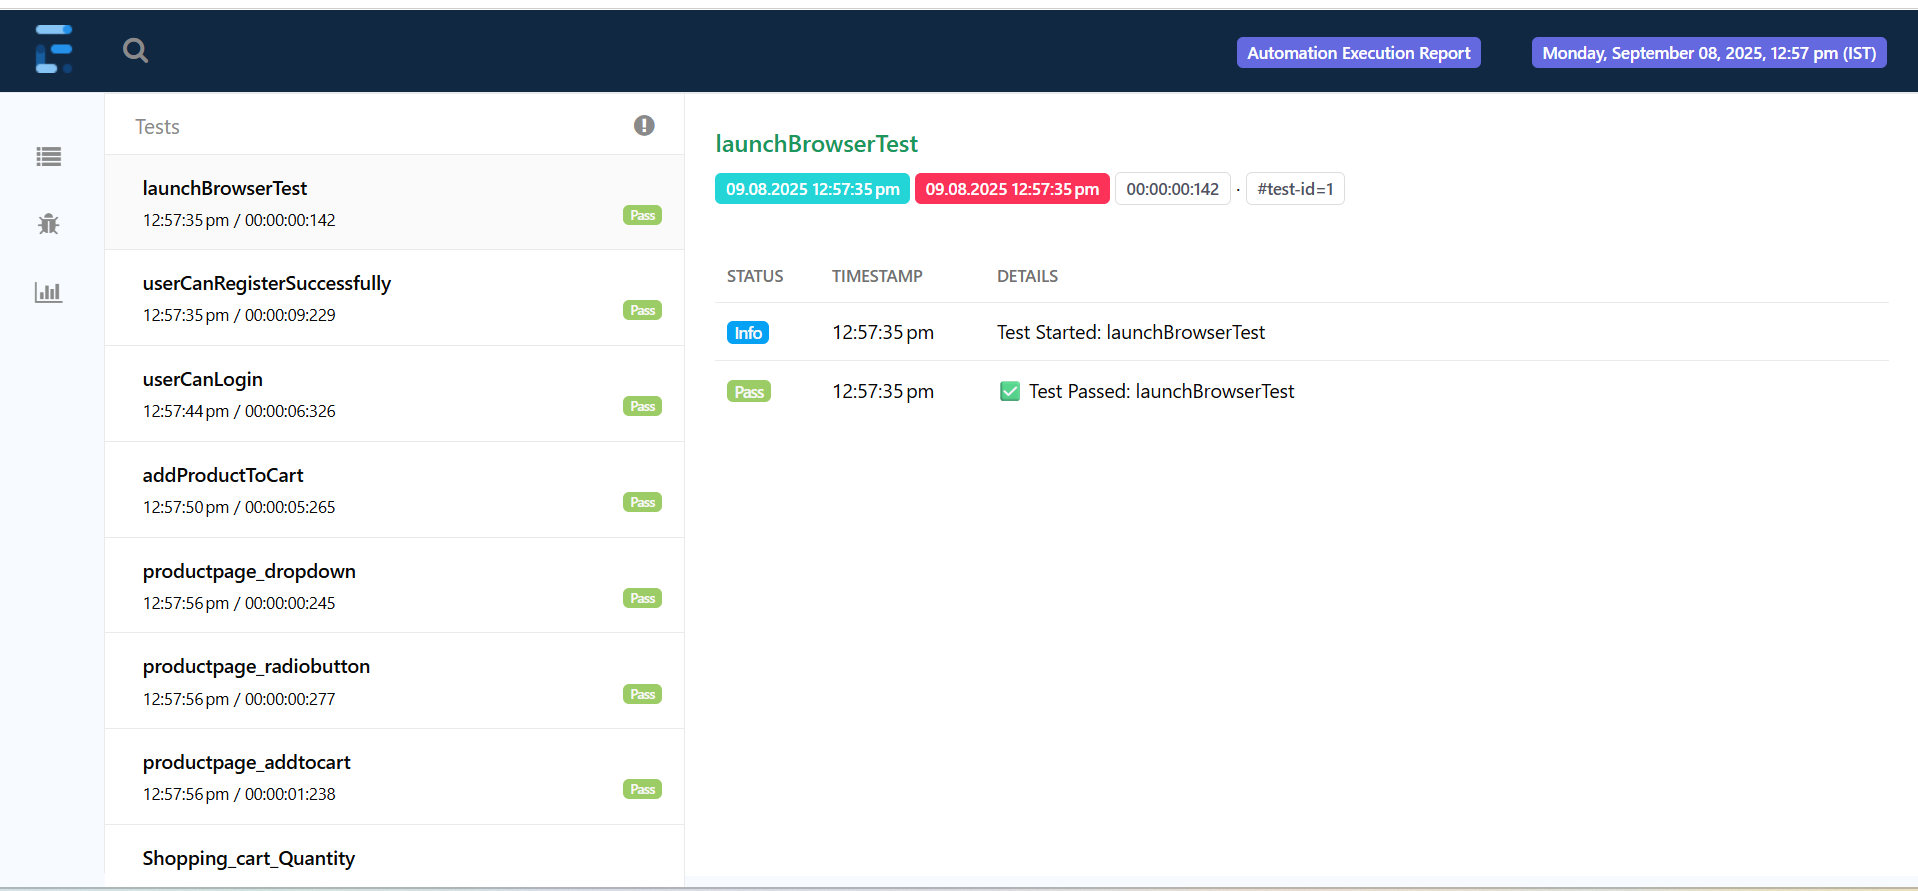 Automation Execution Report
Monday, September 08, 2025, 12:57 pm (IST)
Tests
launchBrowserTest
12:57:35 pm / 00:00:00:142
Pass
userCanRegisterSuccessfully
12:57:35 pm / 00:00:09:229
Pass
userCanLogin
12:57:44 pm / 00:00:06:326
Pass
addProductToCart
12:57:50 pm / 00:00:05:265
Pass
productpage_dropdown
12:57:56 pm / 00:00:00:245
Pass
productpage_radiobutton
12:57:56 pm / 00:00:00:277
Pass
productpage_addtocart
12:57:56 pm / 00:00:01:238
Pass
Shopping_cart_Quantity
launchBrowserTest
09.08.2025 12:57:35 pm 09.08.2025 12:57:35 pm 00:00:00:142 · #test-id=1
STATUS TIMESTAMP DETAILS
Info 12:57:35 pm Test Started: launchBrowserTest
Pass 12:57:35 pm ✅ Test Passed: launchBrowserTest